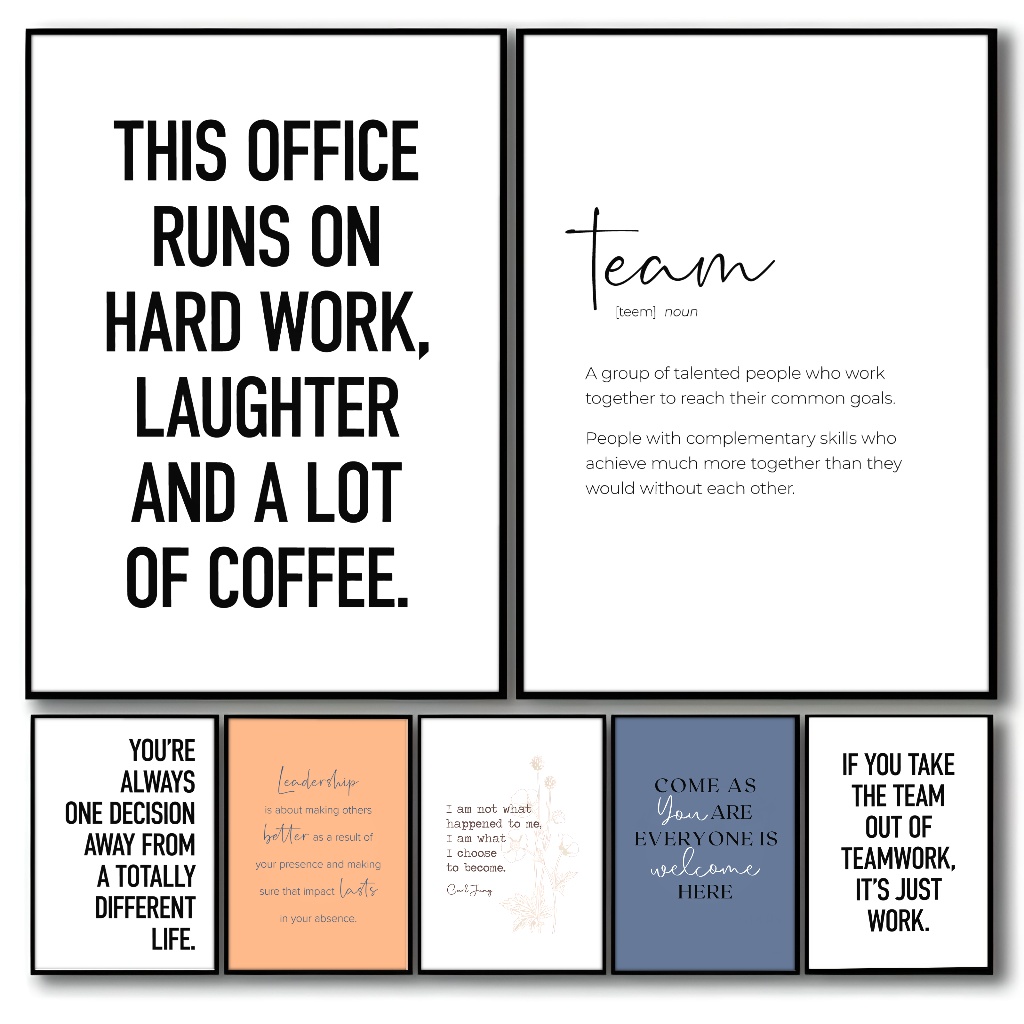 THIS OFFICE
RUNS ON
HARD WORK,
LAUGHTER
AND A LOT
OF COFFEE.
team
[teem] noun
A group of talented people who work
together to reach their common goals.
People with complementary skills who
achieve much more together than they
would without each other.
YOU'RE
ALWAYS
ONE DECISION
AWAY FROM
A TOTALLY
DIFFERENT
LIFE.
Leadership
is about making others
better as a result of
your presence and making
sure that impact lasts
in your absence.
I am not what
happened to me,
I am what
I choose
to become.
Carl Jung
COME AS
You ARE
EVERYONE IS
welcome
HERE
IF YOU TAKE
THE TEAM
OUT OF
TEAMWORK,
IT'S JUST
WORK.